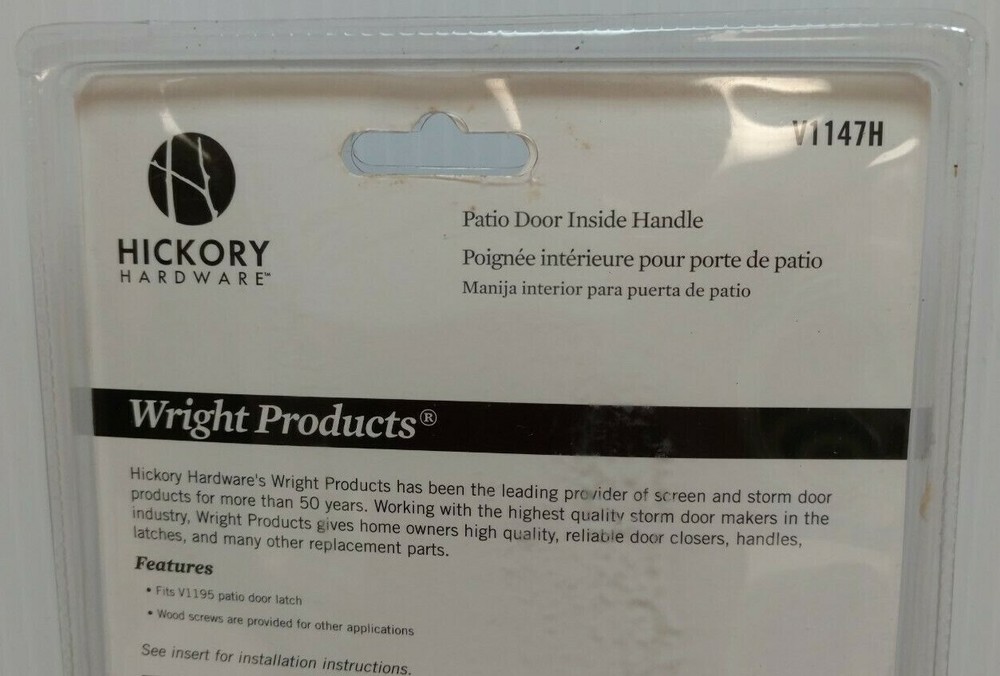 V1147H
HICKORY
HARDWARE™
Patio Door Inside Handle
Poignée intérieure pour porte de patio
Manija interior para puerta de patio
Wright Products®
Hickory Hardware's Wright Products has been the leading provider of screen and storm door
products for more than 50 years. Working with the highest quality storm door makers in the
industry, Wright Products gives home owners high quality, reliable door closers, handles,
latches, and many other replacement parts.
Features
• Fits V1195 patio door latch
• Wood screws are provided for other applications
See insert for installation instructions.